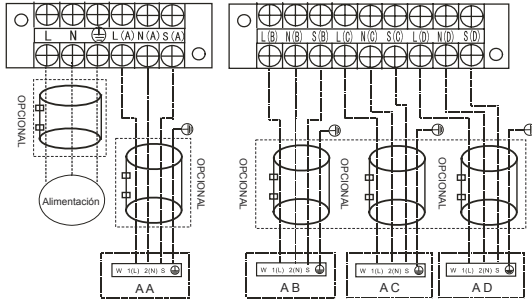 L N L(A) N(A) S(A)
L(B) N(B) S(B) L(C) N(C) S(C) L(D) N(D) S(D)
OPCIONAL
OPCIONAL
OPCIONAL
OPCIONAL
OPCIONAL
Alimentación
W 1(L) 2(N) S
AA
W 1(L) 2(N) S
AB
W 1(L) 2(N) S
AC
W 1(L) 2(N) S
AD